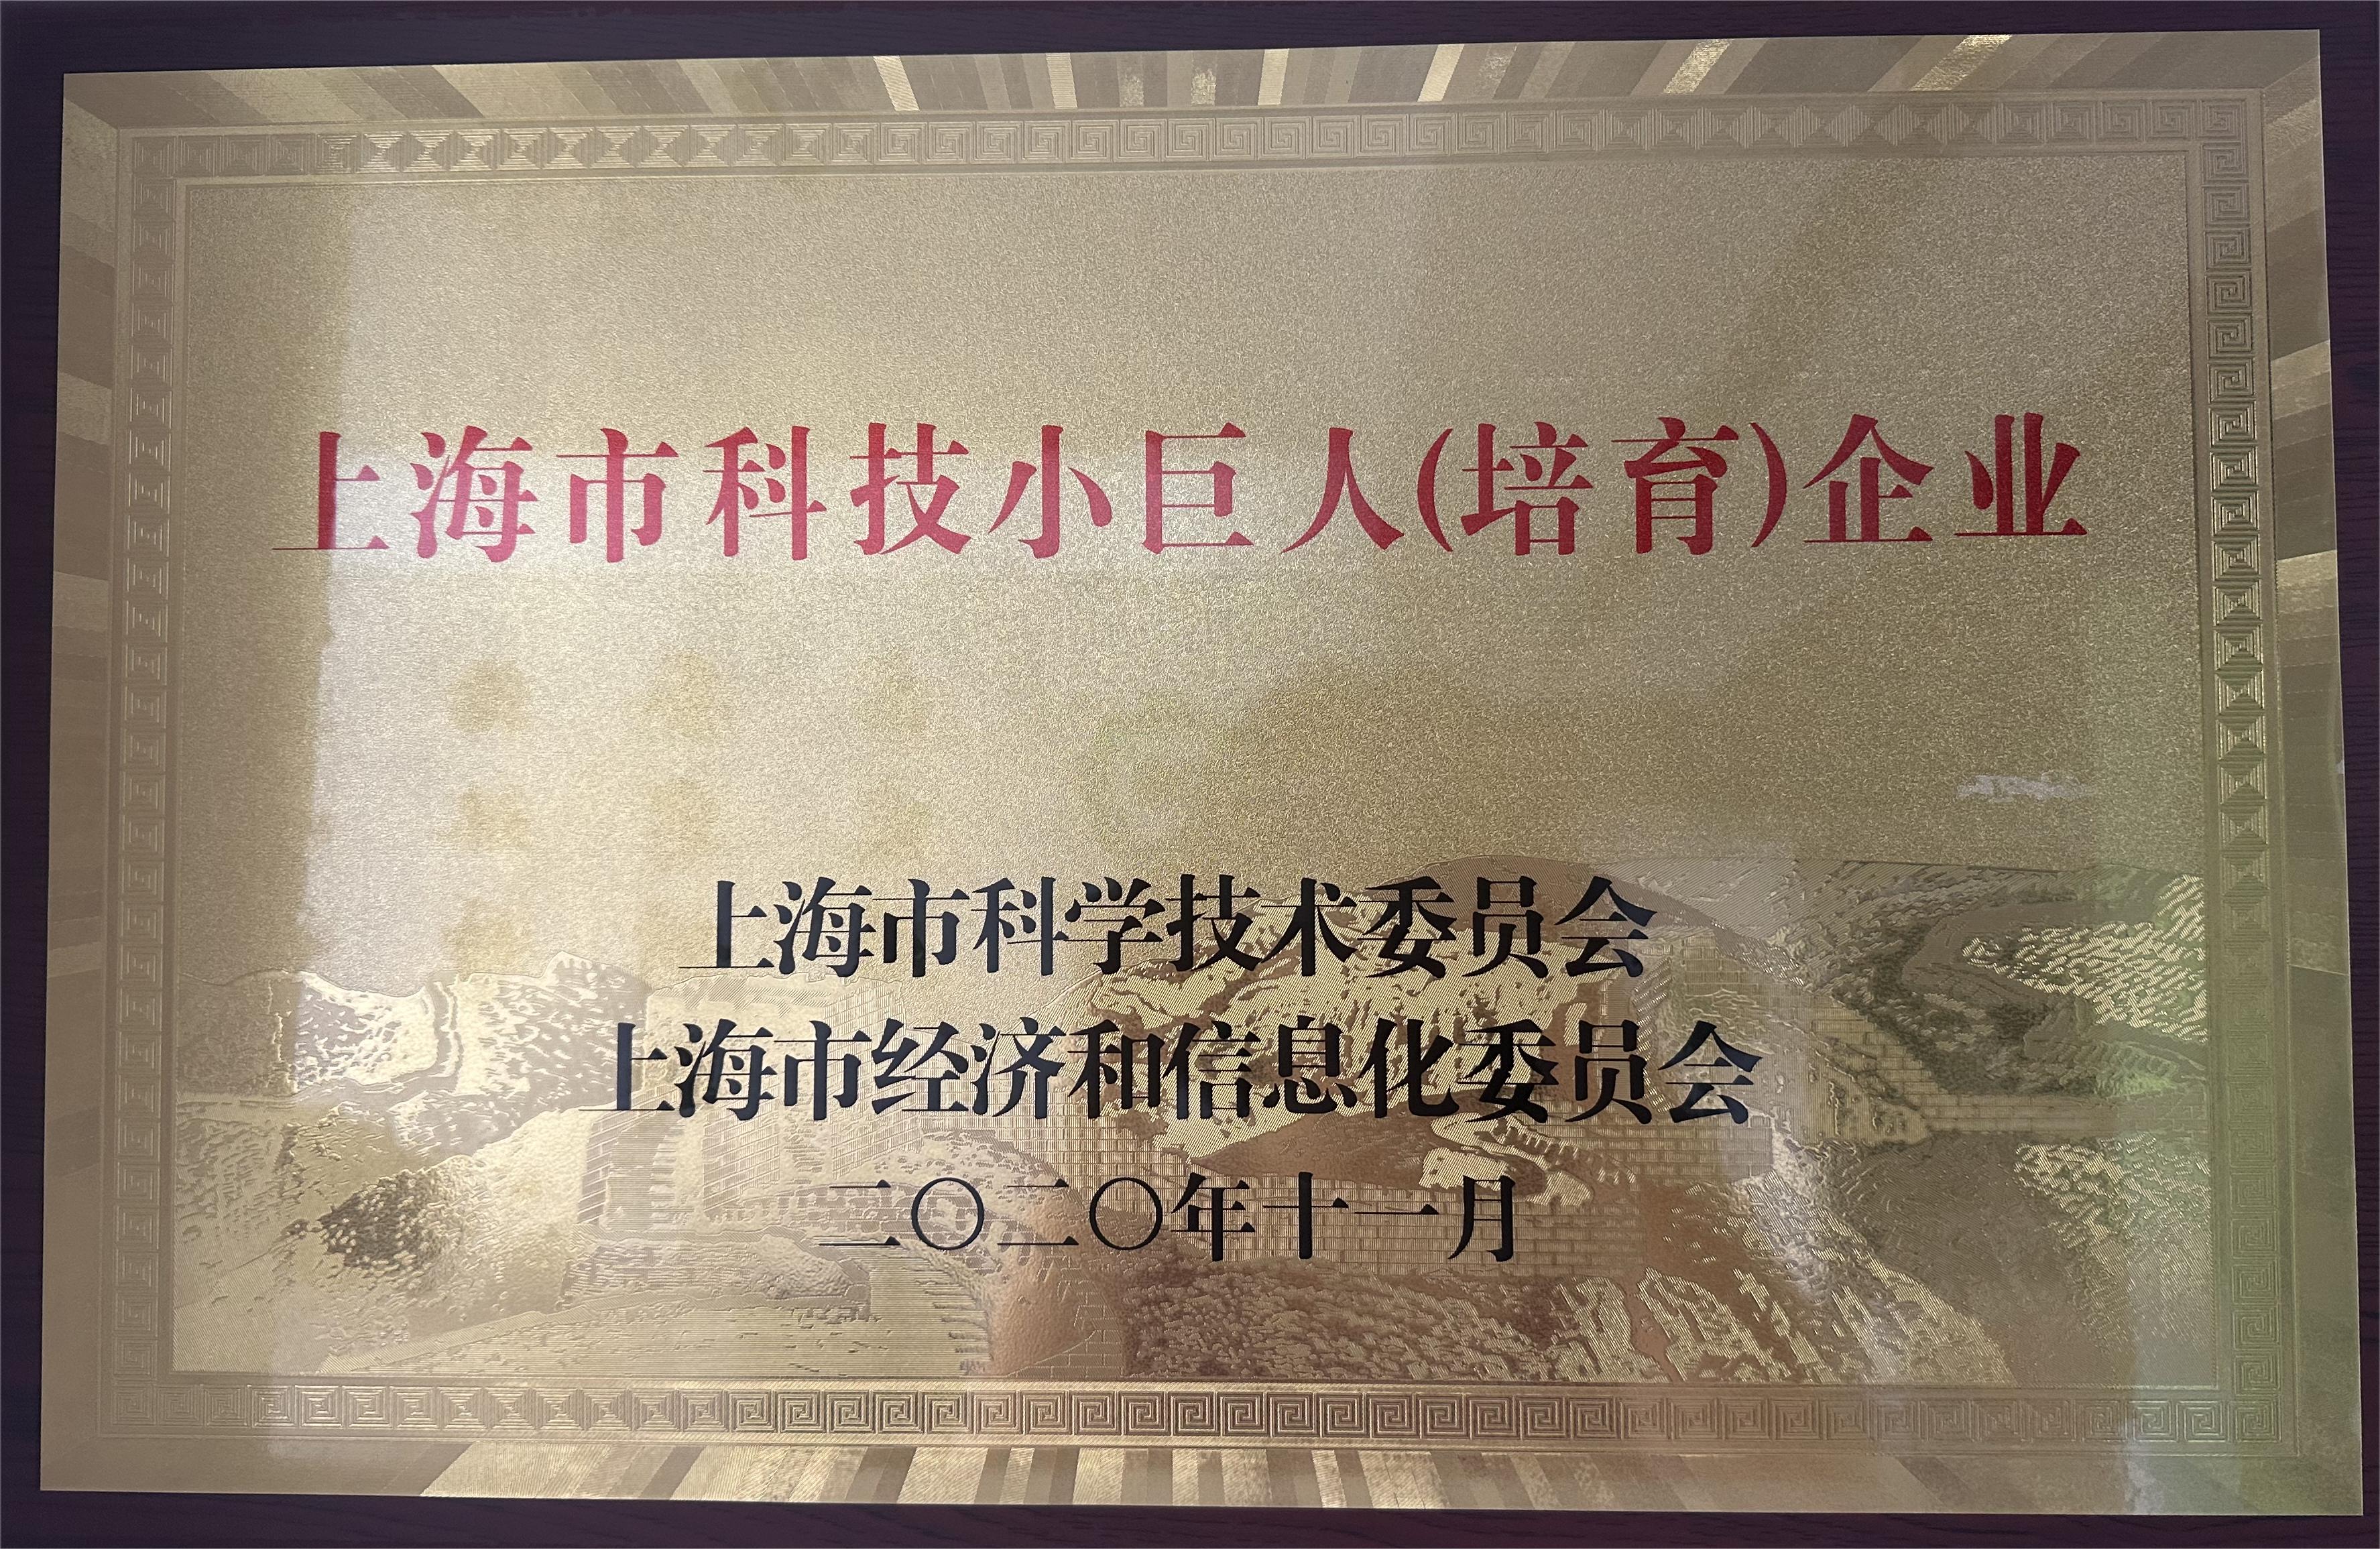 上海市科技小巨人(培育)企业
上海市科学技术委员会
上海市经济和信息化委员会
二〇二〇年十一月